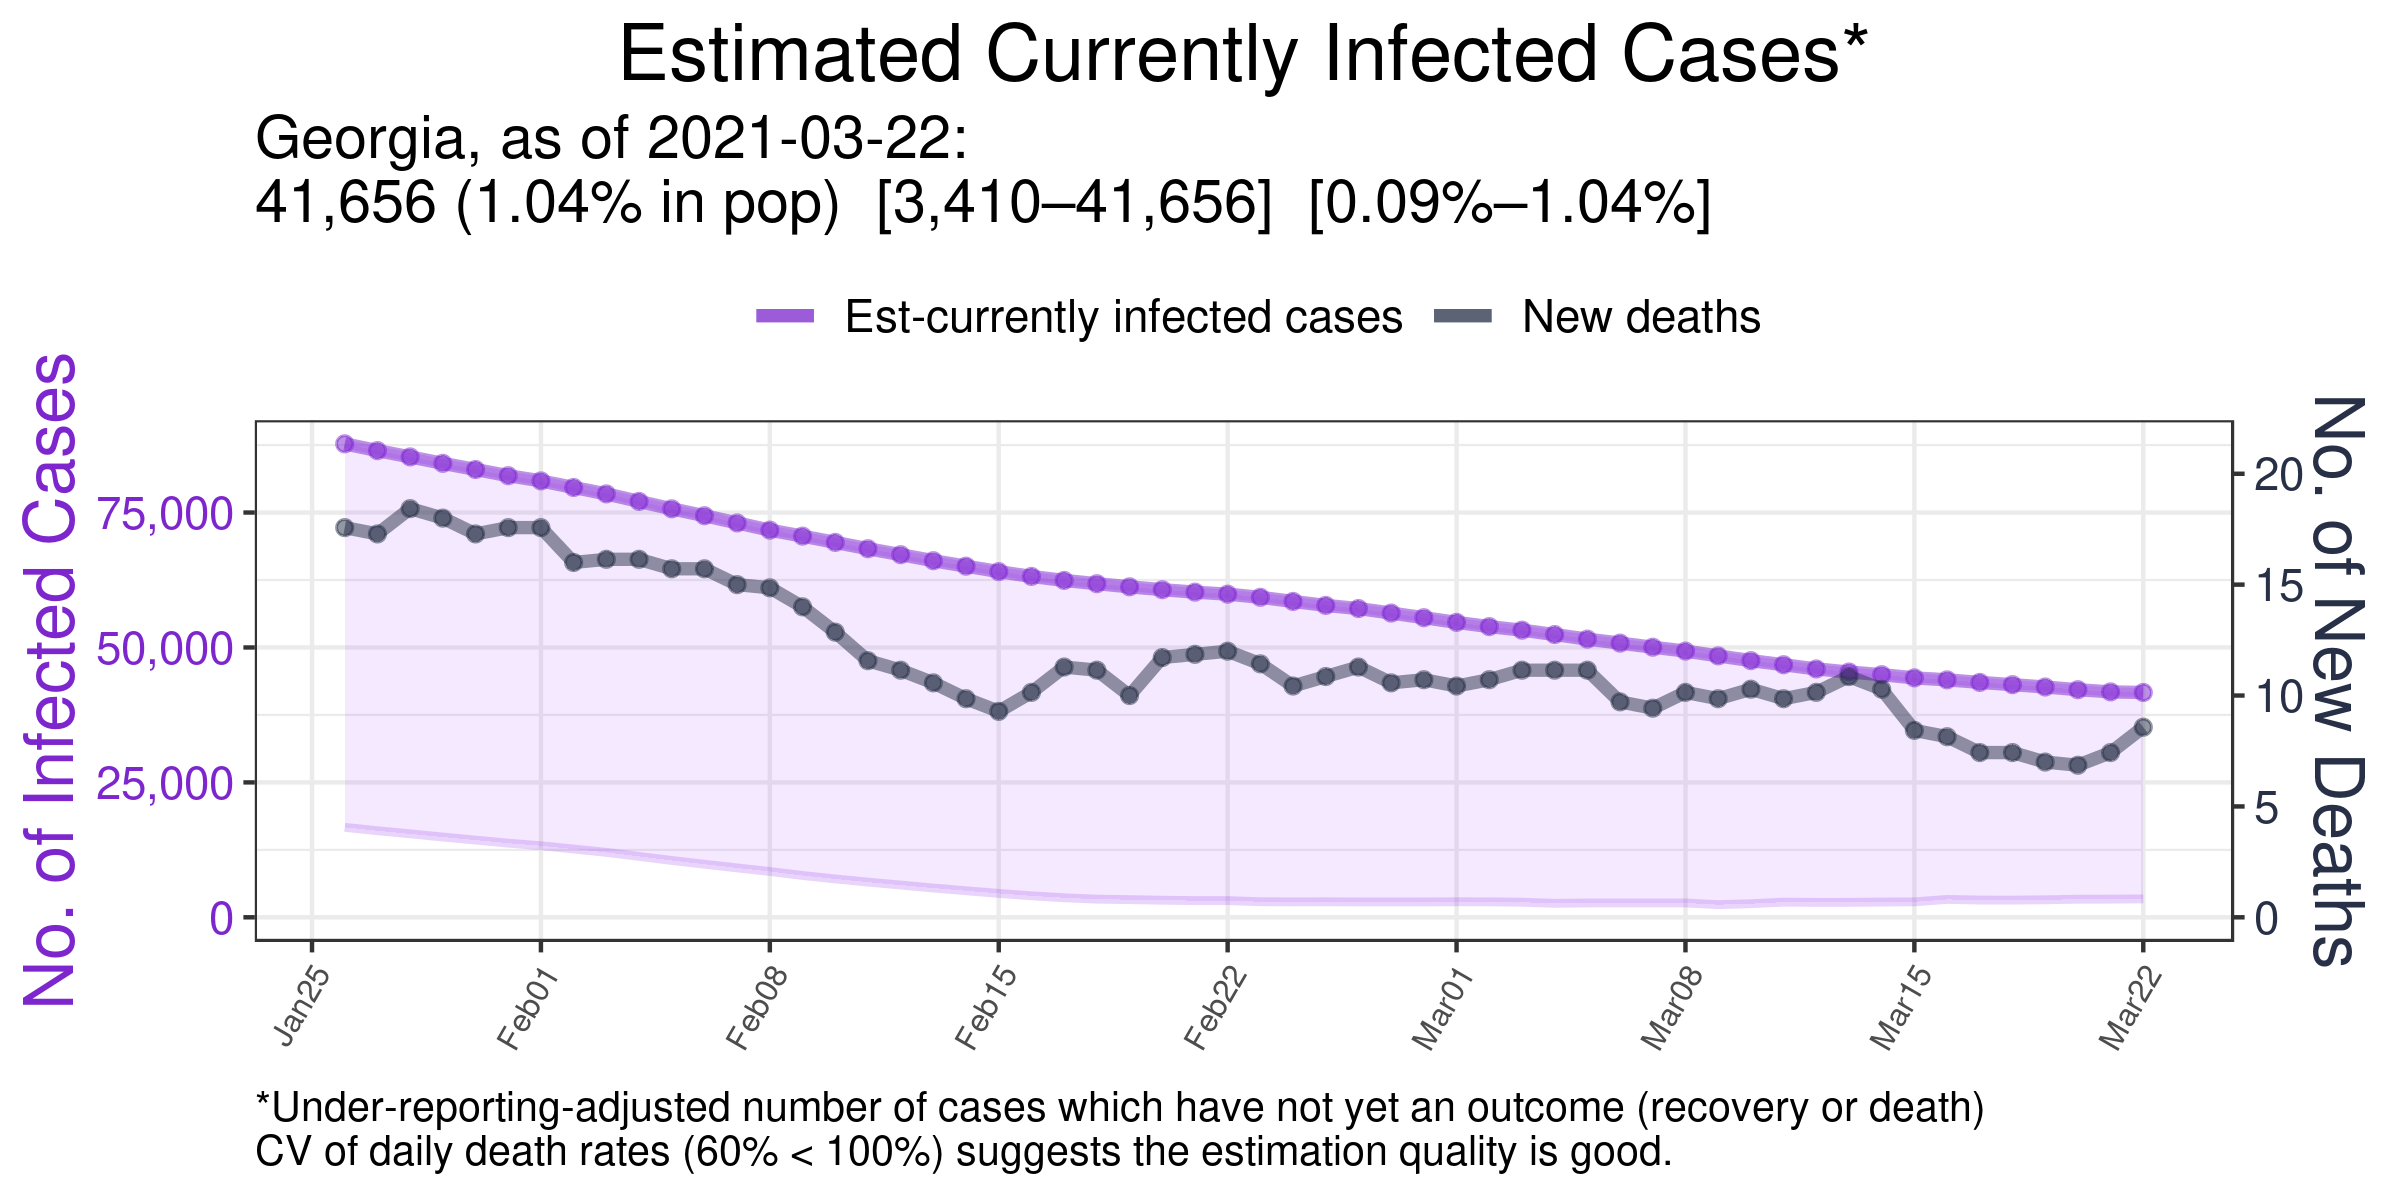 Estimated Currently Infected Cases*
Georgia, as of 2021-03-22:
41,656 (1.04% in pop)  [3,410–41,656]  [0.09%–1.04%]
Est-currently infected cases
New deaths
No. of Infected Cases
75,000
50,000
25,000
0
20
15
10
5
0
No. of New Deaths
Jan25
Feb01
Feb08
Feb15
Feb22
Mar01
Mar08
Mar15
Mar22
*Under-reporting-adjusted number of cases which have not yet an outcome (recovery or death)
CV of daily death rates (60% < 100%) suggests the estimation quality is good.